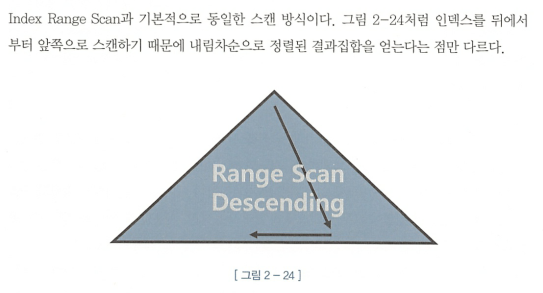 Index Range Scan과 기본적으로 동일한 스캔 방식이다. 그림 2-24처럼 인덱스를 뒤에서
부터 앞쪽으로 스캔하기 때문에 내림차순으로 정렬된 결과집합을 얻는다는 점만 다르다.
Range Scan
Descending
[ 그림 2 - 24 ]